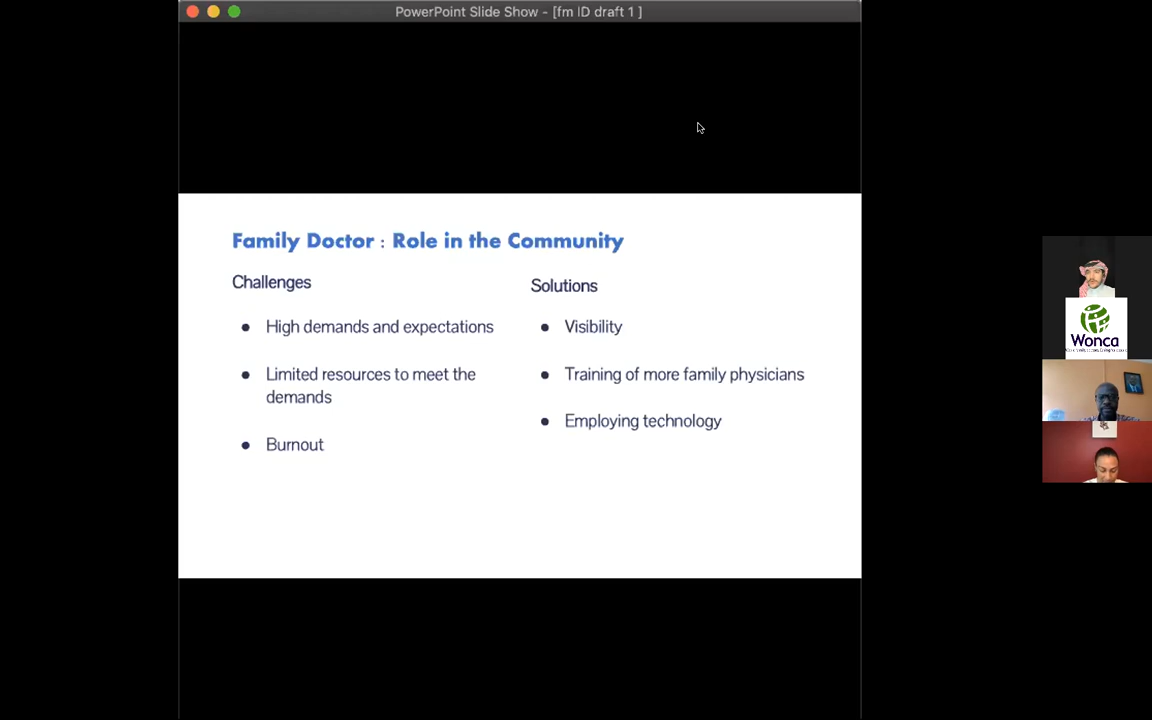 PowerPoint Slide Show - [fm ID draft 1 ]
Family Doctor : Role in the Community
Challenges
● High demands and expectations
● Limited resources to meet the
demands
● Burnout
Solutions
● Visibility
● Training of more family physicians
● Employing technology
Wonca